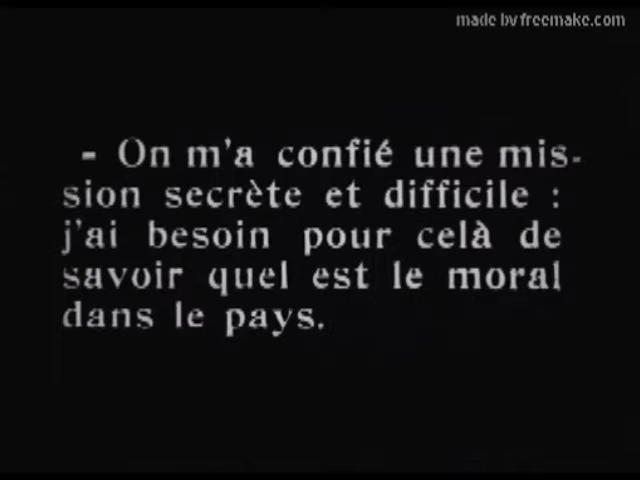 made by freemake.com
- On m'a confié une mis-
sion secrète et difficile :
j'ai besoin pour celà de
savoir quel est le moral
dans le pays.